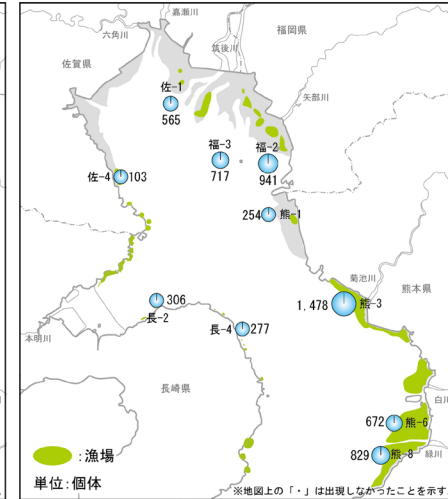 嘉瀬川
六角川
福岡県
筑後川
佐賀県
佐-1
565
矢部川
福-3
717
福-2
941
佐-4 103
254 熊-1
菊池川
熊本県
306
長-2
1,478 熊-3
長-4 277
本明川
長崎県
白川
672 熊-6
829 熊-8
緑川
:漁場
単位:個体
※地図上の「・」は出現しなかったことを示す